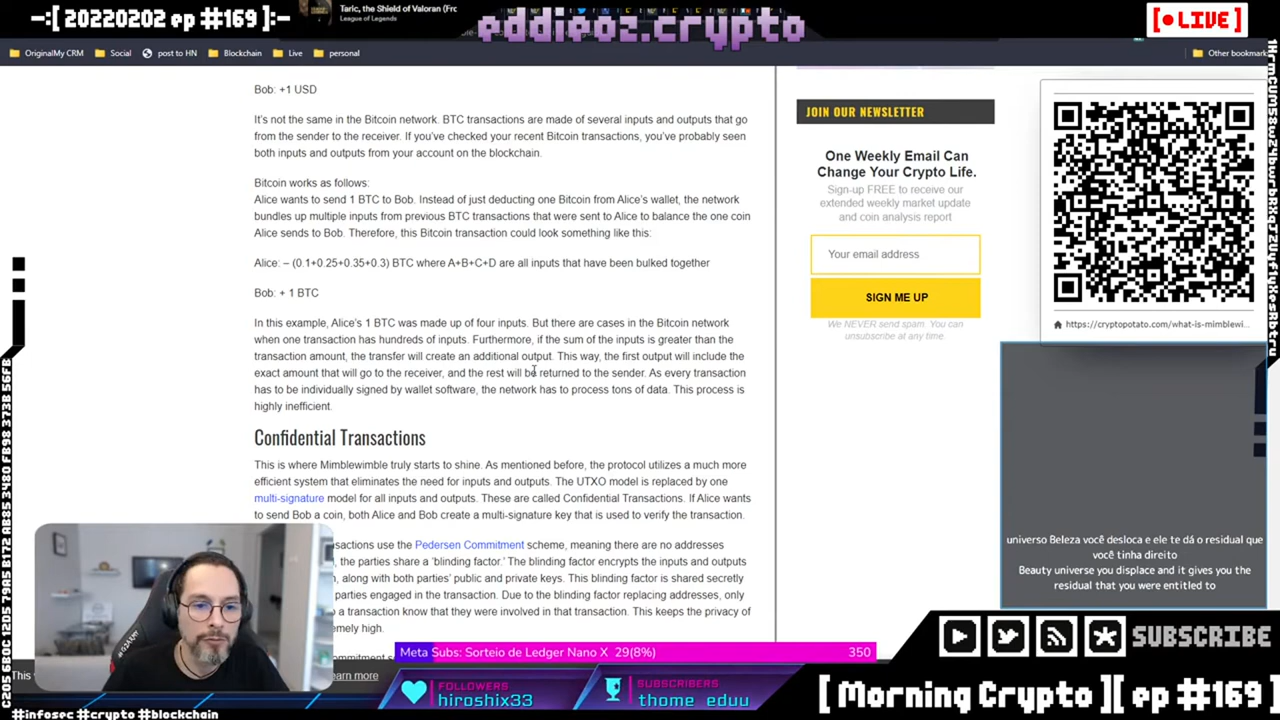 -:[ 20220202 ep #169 ]:-
Taric, the Shield of Valoran (Frc
League of Legends
eddieoz.crypto
[● LIVE]
OriginalMy CRM
Social
post to HN
Blockchain
Live
personal
Other bookmark
Bob: +1 USD
It's not the same in the Bitcoin network. BTC transactions are made of several inputs and outputs that go
from the sender to the receiver. If you've checked your recent Bitcoin transactions, you've probably seen
both inputs and outputs from your account on the blockchain.
Bitcoin works as follows:
Alice wants to send 1 BTC to Bob. Instead of just deducting one Bitcoin from Alice's wallet, the network
bundles up multiple inputs from previous BTC transactions that were sent to Alice to balance the one coin
Alice sends to Bob. Therefore, this Bitcoin transaction could look something like this:
Alice: – (0.1+0.25+0.35+0.3) BTC where A+B+C+D are all inputs that have been bulked together
Bob: + 1 BTC
In this example, Alice's 1 BTC was made up of four inputs. But there are cases in the Bitcoin network
when one transaction has hundreds of inputs. Furthermore, if the sum of the inputs is greater than the
transaction amount, the transfer will create an additional output. This way, the first output will include the
exact amount that will go to the receiver, and the rest will be returned to the sender. As every transaction
has to be individually signed by wallet software, the network has to process tons of data. This process is
highly inefficient.
Confidential Transactions
This is where Mimblewimble truly starts to shine. As mentioned before, the protocol utilizes a much more
efficient system that eliminates the need for inputs and outputs. The UTXO model is replaced by one
multi-signature model for all inputs and outputs. These are called Confidential Transactions. If Alice wants
to send Bob a coin, both Alice and Bob create a multi-signature key that is used to verify the transaction.
sactions use the Pedersen Commitment scheme, meaning there are no addresses
, the parties share a 'blinding factor.' The blinding factor encrypts the inputs and outputs
, along with both parties' public and private keys. This blinding factor is shared secretly
parties engaged in the transaction. Due to the blinding factor replacing addresses, only
o a transaction know that they were involved in that transaction. This keeps the privacy of
emely high.
This
earn more
JOIN OUR NEWSLETTER
One Weekly Email Can
Change Your Crypto Life.
Sign-up FREE to receive our
extended weekly market update
and coin analysis report
Your email address
SIGN ME UP
We NEVER send spam. You can
unsubscribe at any time.
https://cryptopotato.com/what-is-mimblewi...
universo Beleza você desloca e ele te dá o residual que
você tinha direito
Beauty universe you displace and it gives you the
residual that you were entitled to
Meta Subs: Sorteio de Ledger Nano X 29(8%) 350
FOLLOWERS
hiroshix33
SUBSCRIBERS
thome_eduu
SUBSCRIBE
[ Morning Crypto ][ ep #169 ]
#infosec #crypto #blockchain